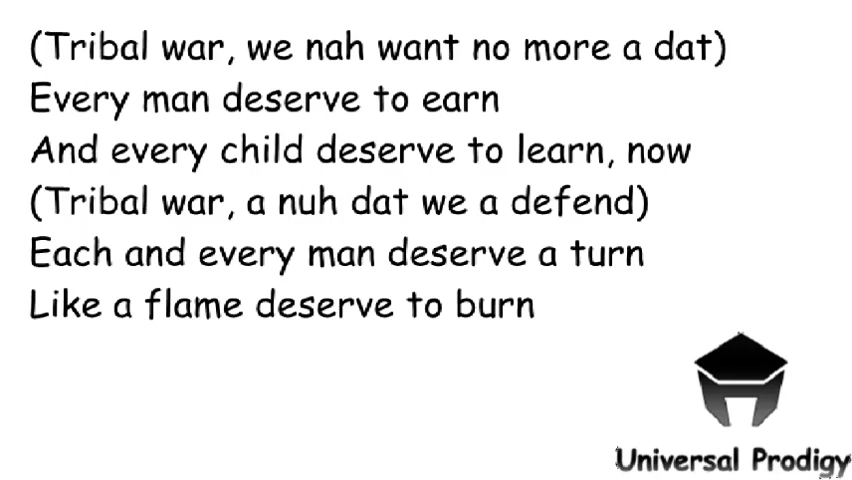 (Tribal war, we nah want no more a dat)
Every man deserve to earn
And every child deserve to learn, now
(Tribal war, a nuh dat we a defend)
Each and every man deserve a turn
Like a flame deserve to burn
Universal Prodigy